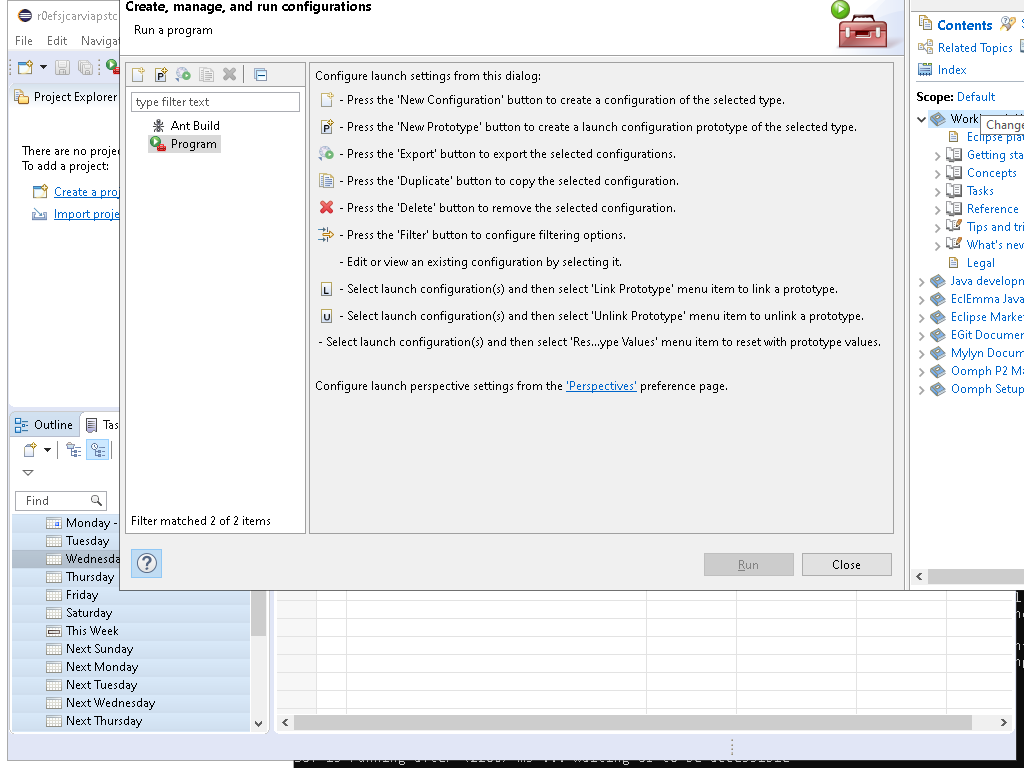 Create, manage, and run configurations
Run a program
r0efsjcarviapstc
File Edit Naviga
Project Explorer
There are no proje
To add a project:
Create a proj
Import proje
type filter text
Ant Build
Program
Filter matched 2 of 2 items
Configure launch settings from this dialog:
- Press the 'New Configuration' button to create a configuration of the selected type.
- Press the 'New Prototype' button to create a launch configuration prototype of the selected type.
- Press the 'Export' button to export the selected configurations.
- Press the 'Duplicate' button to copy the selected configuration.
- Press the 'Delete' button to remove the selected configuration.
- Press the 'Filter' button to configure filtering options.
- Edit or view an existing configuration by selecting it.
- Select launch configuration(s) and then select 'Link Prototype' menu item to link a prototype.
- Select launch configuration(s) and then select 'Unlink Prototype' menu item to unlink a prototype.
- Select launch configuration(s) and then select 'Res...ype Values' menu item to reset with prototype values.
Configure launch perspective settings from the 'Perspectives' preference page.
Run
Close
Contents
Related Topics
Index
Scope: Default
Work
Change
Eclipse pla
Getting sta
Concepts
Tasks
Reference
Tips and tri
What's new
Legal
Java developn
EclEmma Java
Eclipse Marke
EGit Documer
Mylyn Docum
Oomph P2 Ma
Oomph Setup
Outline
Tas
Find
Monday -
Tuesday
Wednesda
Thursday
Friday
Saturday
This Week
Next Sunday
Next Monday
Next Tuesday
Next Wednesday
Next Thursday